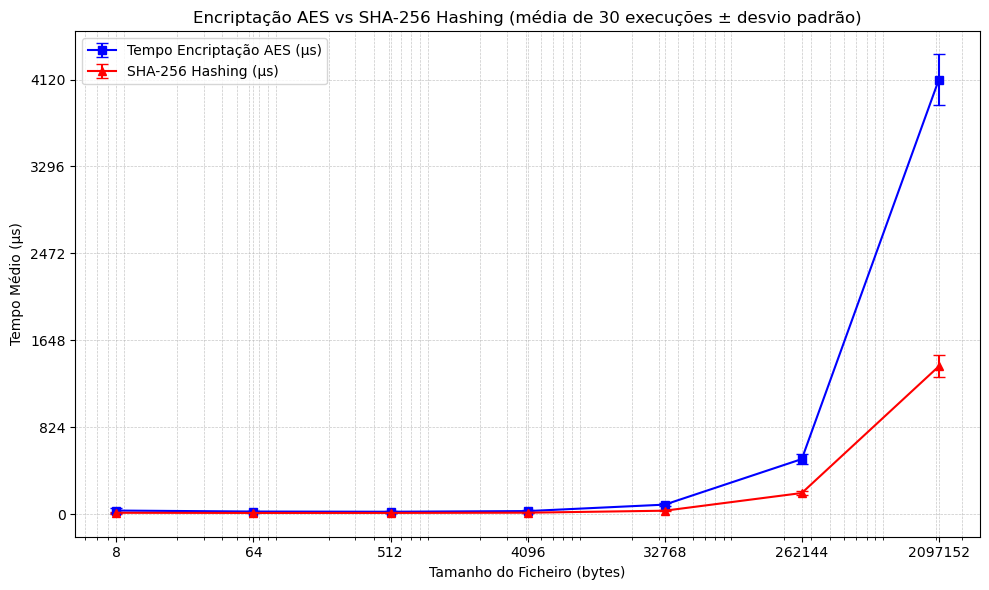 Encriptação AES vs SHA-256 Hashing (média de 30 execuções ± desvio padrão)
Tempo Encriptação AES (μs)
SHA-256 Hashing (μs)
Tempo Médio (μs)
4120
3296
2472
1648
824
0
8 64 512 4096 32768 262144 2097152
Tamanho do Ficheiro (bytes)